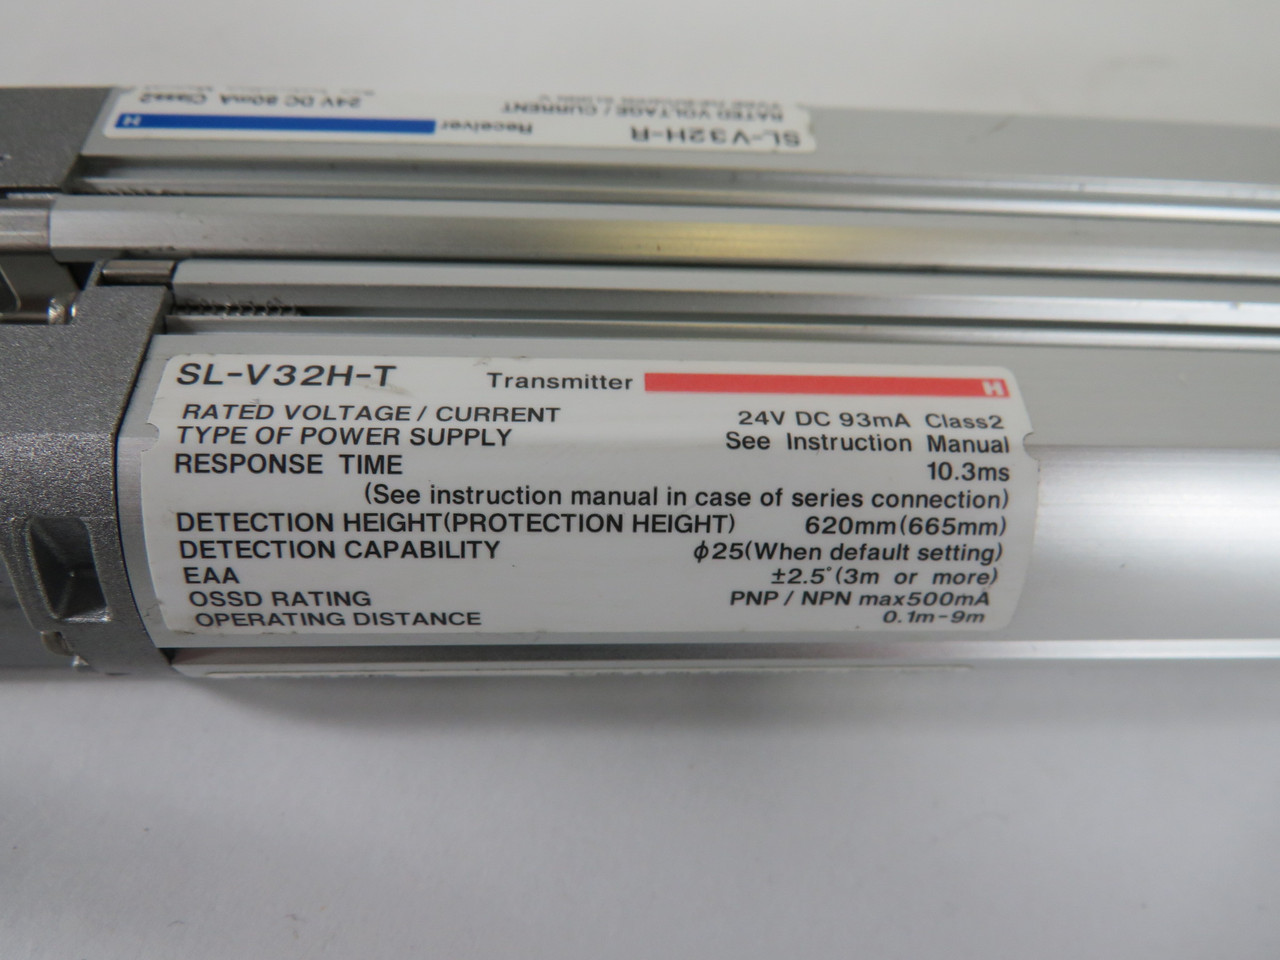 SL-V32H-R
RATED VOLTAGE / CURRENT
24V DC 80mA Class2
Receiver H
SL-V32H-T Transmitter H
RATED VOLTAGE / CURRENT 24V DC 93mA Class2
TYPE OF POWER SUPPLY See Instruction Manual
RESPONSE TIME 10.3ms
(See instruction manual in case of series connection)
DETECTION HEIGHT(PROTECTION HEIGHT) 620mm(665mm)
DETECTION CAPABILITY ϕ25(When default setting)
EAA ±2.5°(3m or more)
OSSD RATING PNP / NPN max500mA
OPERATING DISTANCE 0.1m-9m